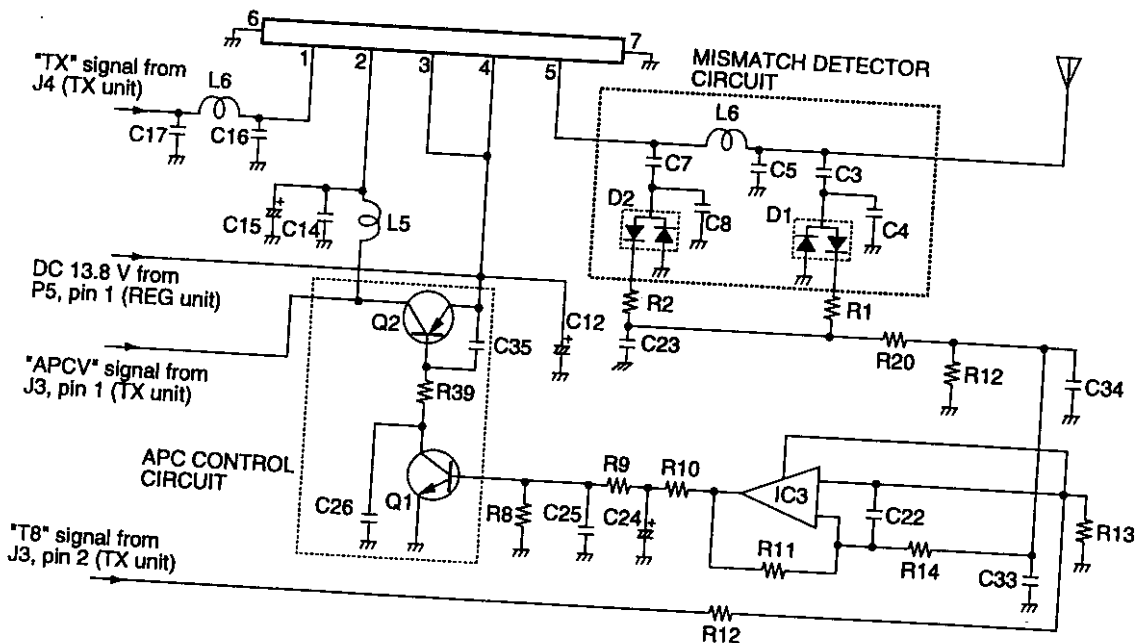 6
7
1
2
3
4
5
"TX" signal from
J4 (TX unit)
L6
C17
C16
MISMATCH DETECTOR
CIRCUIT
L6
C7
C5
C3
D2
C8
D1
C4
C15
C14
L5
DC 13.8 V from
P5, pin 1 (REG unit)
R2
R1
Q2
C12
C35
C23
R20
R12
C34
"APCV" signal from
J3, pin 1 (TX unit)
R39
APC CONTROL
CIRCUIT
Q1
C26
R9
R10
IC3
R8
C25
C24
C22
R13
R11
R14
C33
"T8" signal from
J3, pin 2 (TX unit)
R12